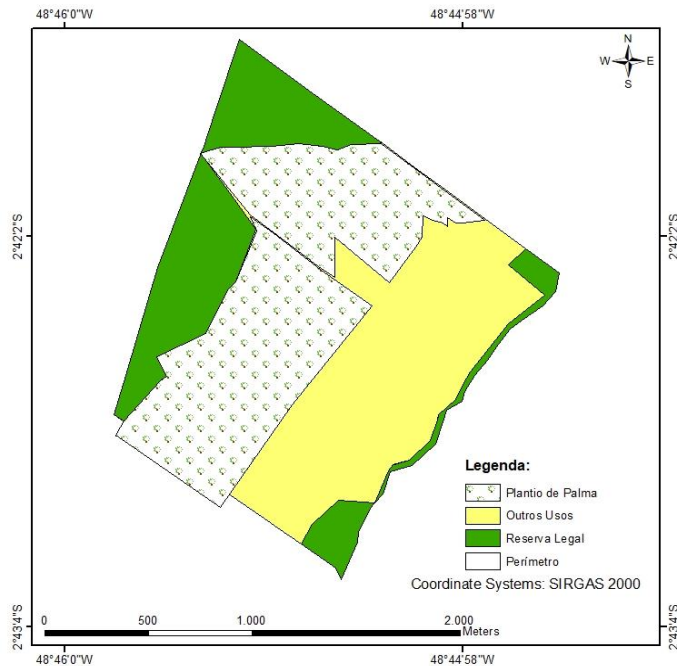 48°46'0"W 48°44'58"W
N
W E
S
2°42'2"S 2°42'2"S
Legenda:
Plantio de Palma
Outros Usos
Reserva Legal
Perímetro
Coordinate Systems: SIRGAS 2000
0 500 1.000 2.000
Meters
2°43'4"S 2°43'4"S
48°46'0"W 48°44'58"W